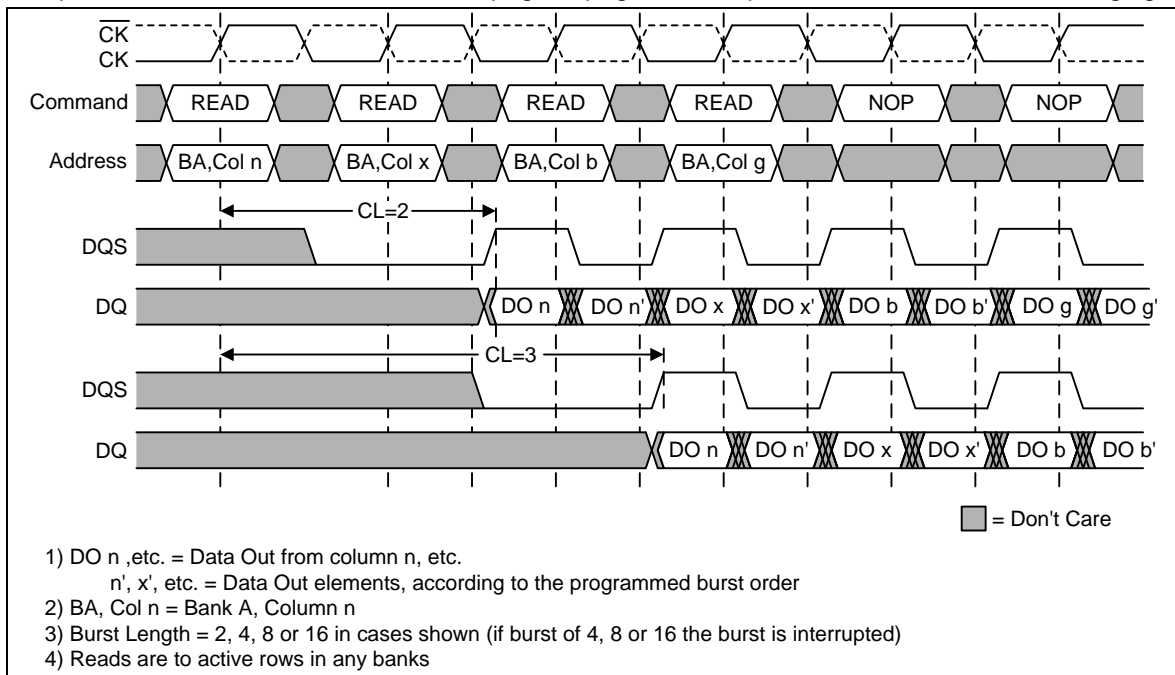 CK
CK
Command READ READ READ READ NOP NOP
Address BA,Col n BA,Col x BA,Col b BA,Col g
CL=2
DQS
DQ DO n DO n' DO x DO x' DO b DO b' DO g DO g'
CL=3
DQS
DQ DO n DO n' DO x DO x' DO b DO b'
= Don't Care
1) DO n ,etc. = Data Out from column n, etc.
n', x', etc. = Data Out elements, according to the programmed burst order
2) BA, Col n = Bank A, Column n
3) Burst Length = 2, 4, 8 or 16 in cases shown (if burst of 4, 8 or 16 the burst is interrupted)
4) Reads are to active rows in any banks